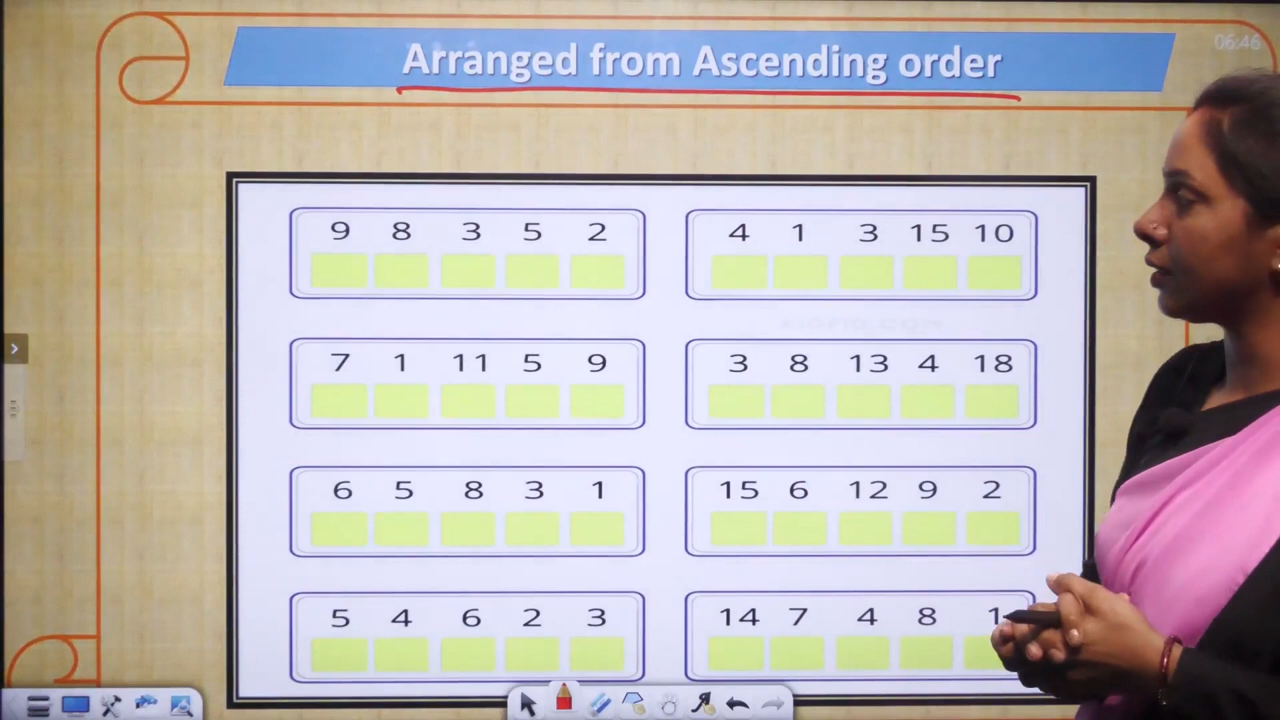 Arranged from Ascending order
06:46
9 8 3 5 2
4 1 3 15 10
7 1 11 5 9
3 8 13 4 18
6 5 8 3 1
15 6 12 9 2
5 4 6 2 3
14 7 4 8